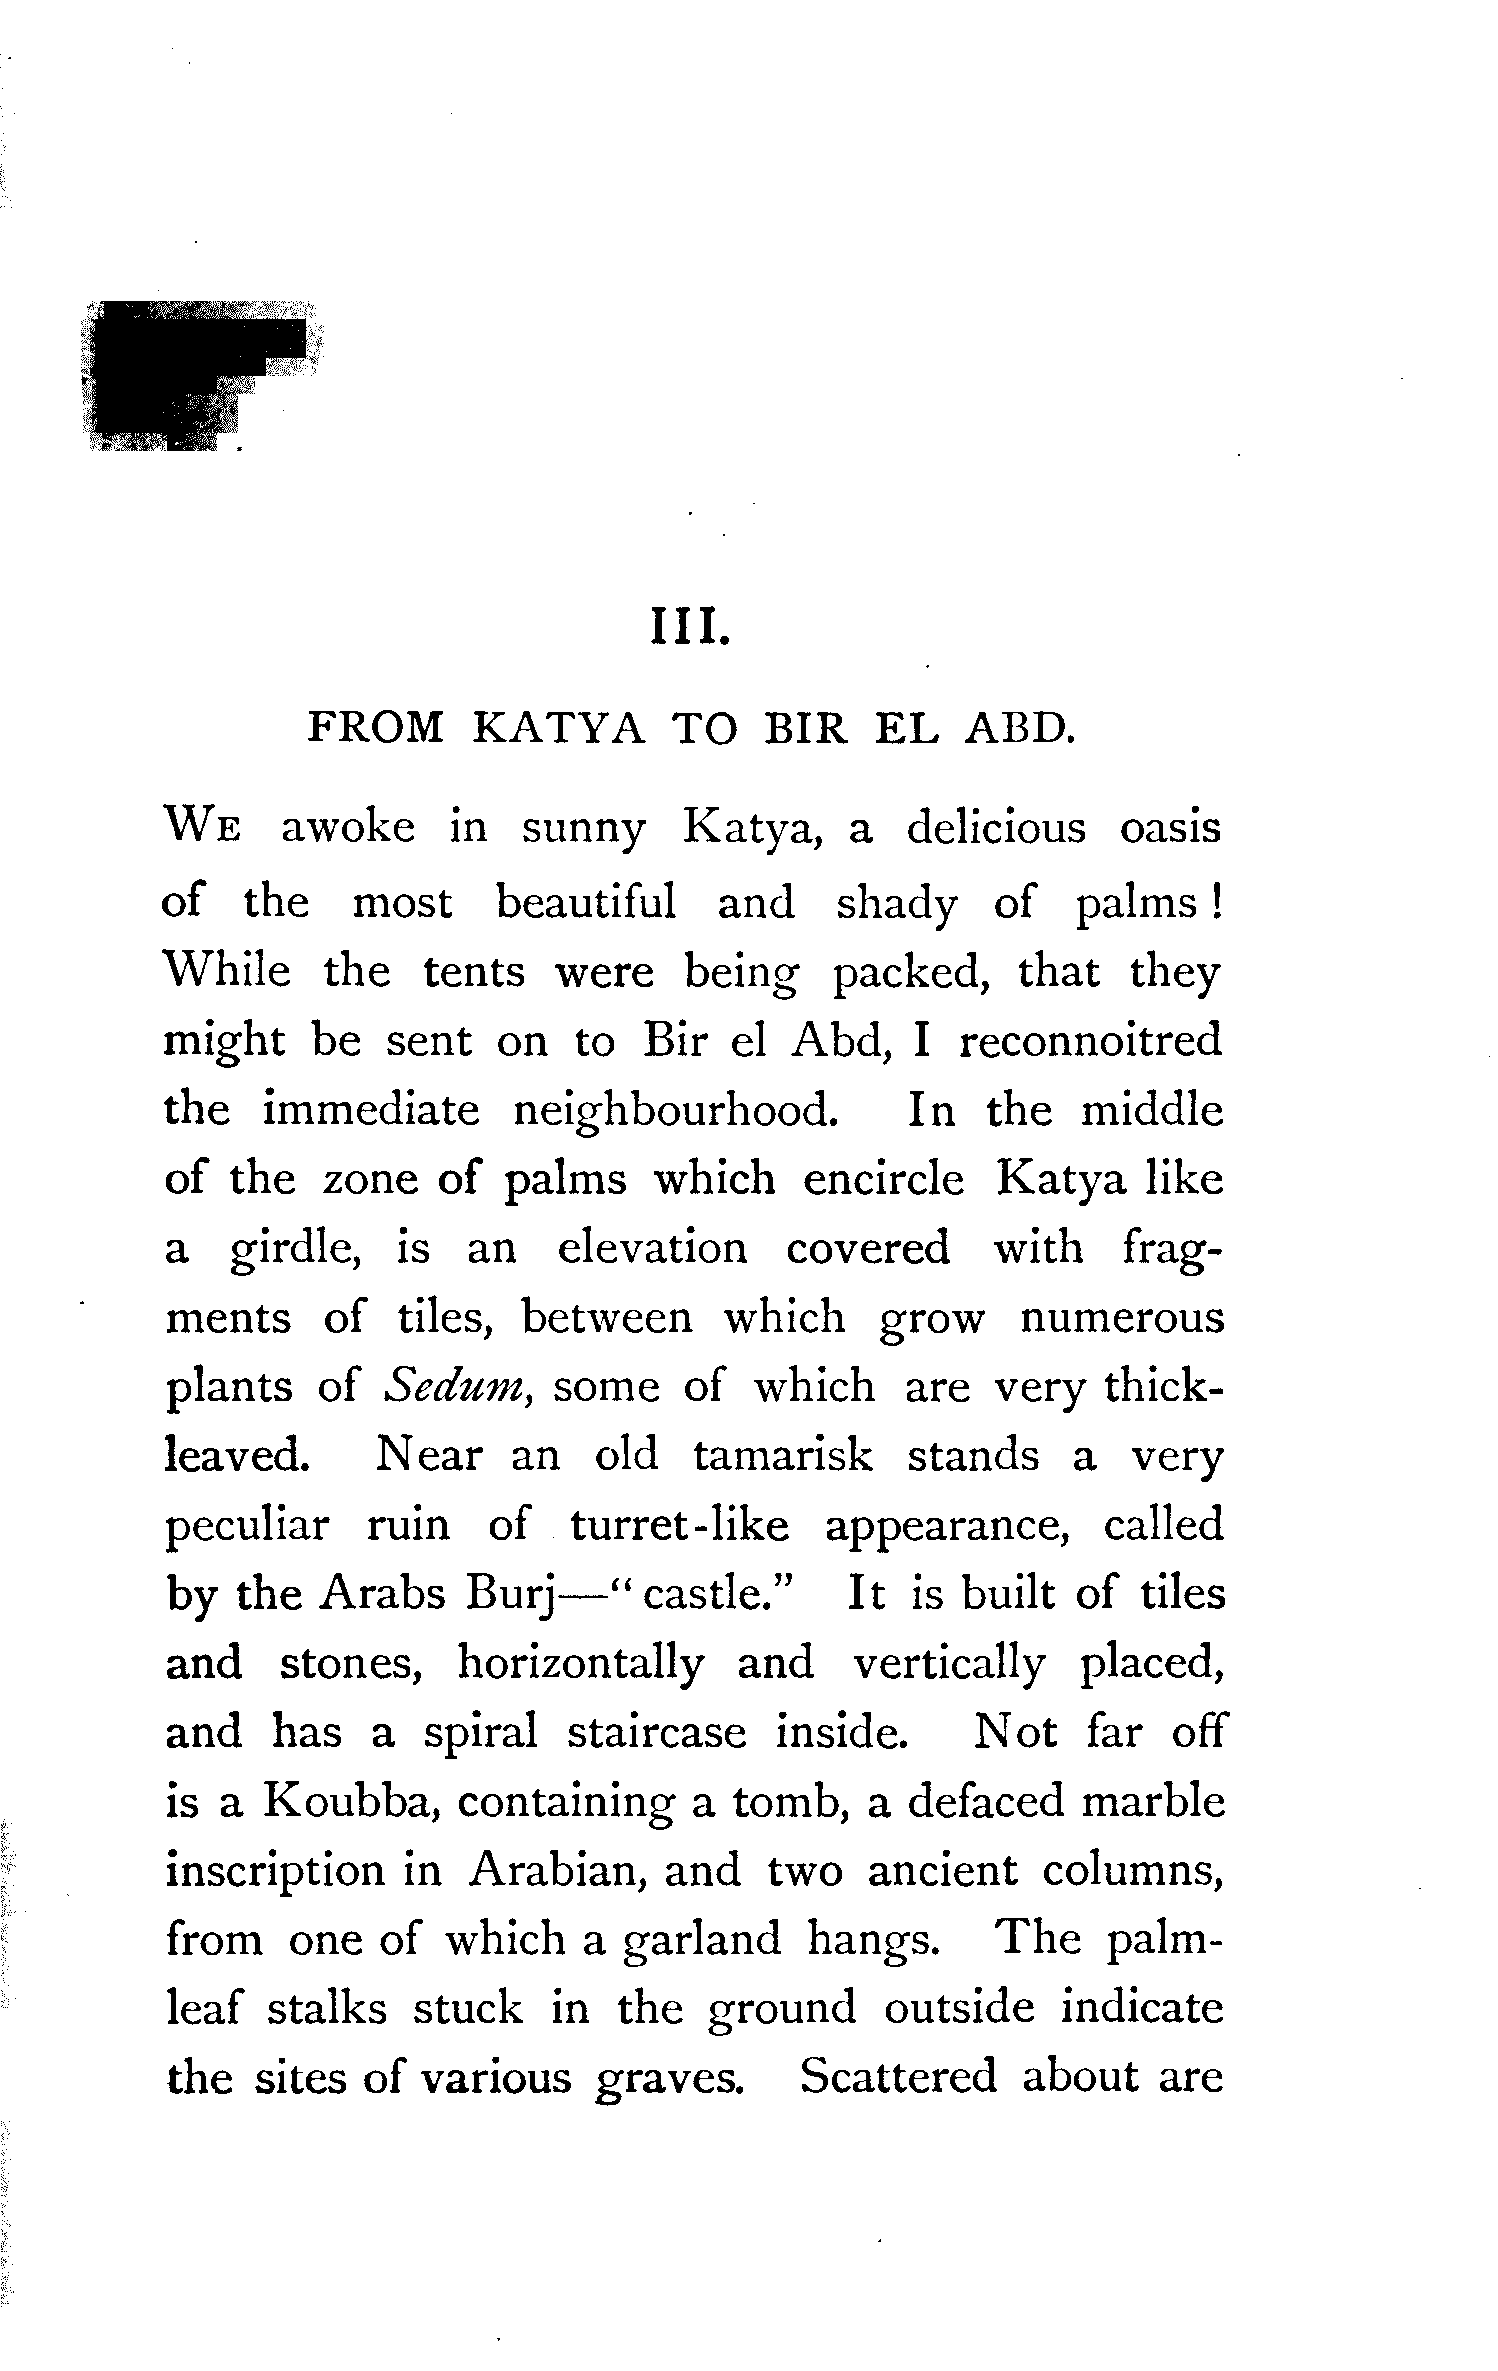 III.
FROM KATYA TO BIR EL ABD.
WE awoke in sunny Katya, a delicious oasis
of the most beautiful and shady of palms !
While the tents were being packed, that they
might be sent on to Bir el Abd, I reconnoitred
the immediate neighbourhood. In the middle
of the zone of palms which encircle Katya like
a girdle, is an elevation covered with frag-
ments of tiles, between which grow numerous
plants of Sedum, some of which are very thick-
leaved. Near an old tamarisk stands a very
peculiar ruin of turret-like appearance, called
by the Arabs Burj—“ castle.” It is built of tiles
and stones, horizontally and vertically placed,
and has a spiral staircase inside. Not far off
is a Koubba, containing a tomb, a defaced marble
inscription in Arabian, and two ancient columns,
from one of which a garland hangs. The palm-
leaf stalks stuck in the ground outside indicate
the sites of various graves. Scattered about are